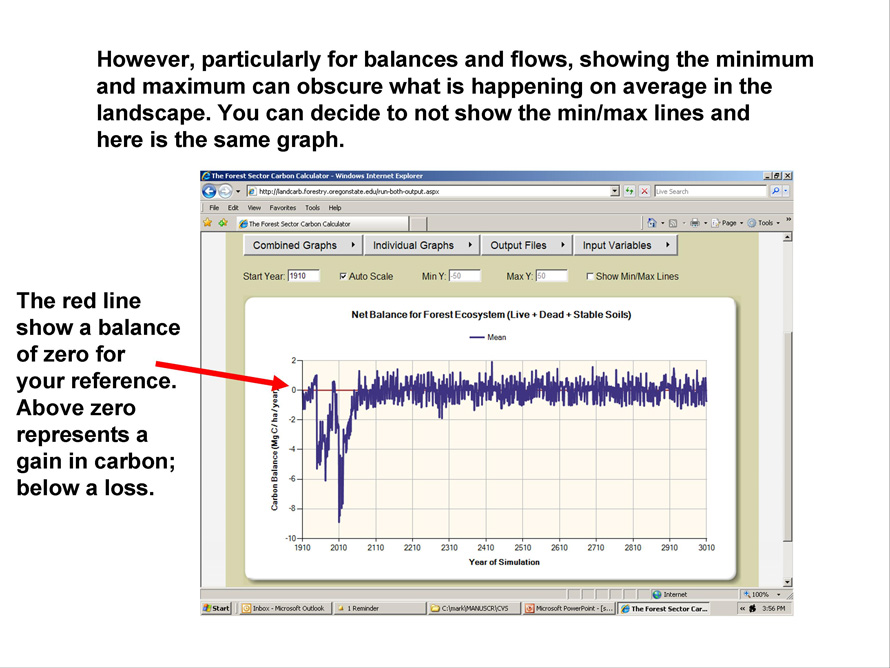 However, particularly for balances and flows, showing the minimum
and maximum can obscure what is happening on average in the
landscape. You can decide to not show the min/max lines and
here is the same graph.
The Forest Sector Carbon Calculator - Windows Internet Explorer
http://landcarb.forestry.oregonstate.edu/run-both-output.aspx
Live Search
File Edit View Favorites Tools Help
The Forest Sector Carbon Calculator
Page Tools »
Combined Graphs Individual Graphs Output Files Input Variables
Start Year: 1910 Auto Scale Min Y: -50 Max Y: 50 Show Min/Max Lines
The red line
show a balance
of zero for
your reference.
Above zero
represents a
gain in carbon;
below a loss.
Net Balance for Forest Ecosystem (Live + Dead + Stable Soils)
Mean
Carbon Balance (Mg C / ha / year)
2
0
-2
-4
-6
-8
-10
1910 2010 2110 2210 2310 2410 2510 2610 2710 2810 2910 3010
Year of Simulation
Internet 100%
Start Inbox - Microsoft Outlook 1 Reminder C:\mark\MANUSCR\CVS Microsoft PowerPoint - [s... The Forest Sector Car... « 3:56 PM